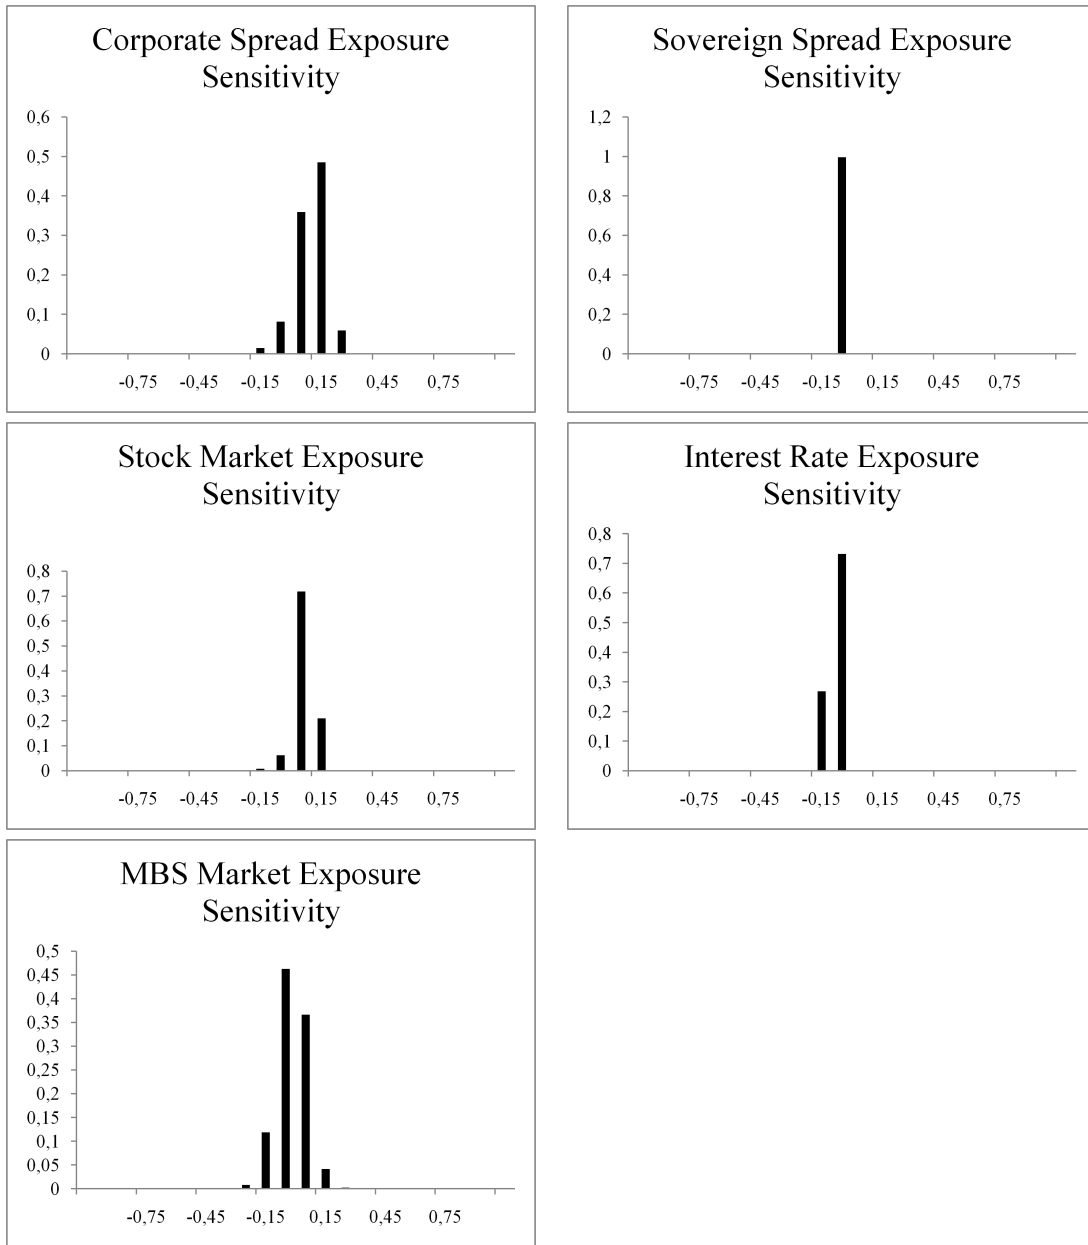 Corporate Spread Exposure
Sensitivity
0,6
0,5
0,4
0,3
0,2
0,1
0
-0,75 -0,45 -0,15 0,15 0,45 0,75
Sovereign Spread Exposure
Sensitivity
1,2
1
0,8
0,6
0,4
0,2
0
-0,75 -0,45 -0,15 0,15 0,45 0,75
Stock Market Exposure
Sensitivity
0,8
0,7
0,6
0,5
0,4
0,3
0,2
0,1
0
-0,75 -0,45 -0,15 0,15 0,45 0,75
Interest Rate Exposure
Sensitivity
0,8
0,7
0,6
0,5
0,4
0,3
0,2
0,1
0
-0,75 -0,45 -0,15 0,15 0,45 0,75
MBS Market Exposure
Sensitivity
0,5
0,45
0,4
0,35
0,3
0,25
0,2
0,15
0,1
0,05
0
-0,75 -0,45 -0,15 0,15 0,45 0,75